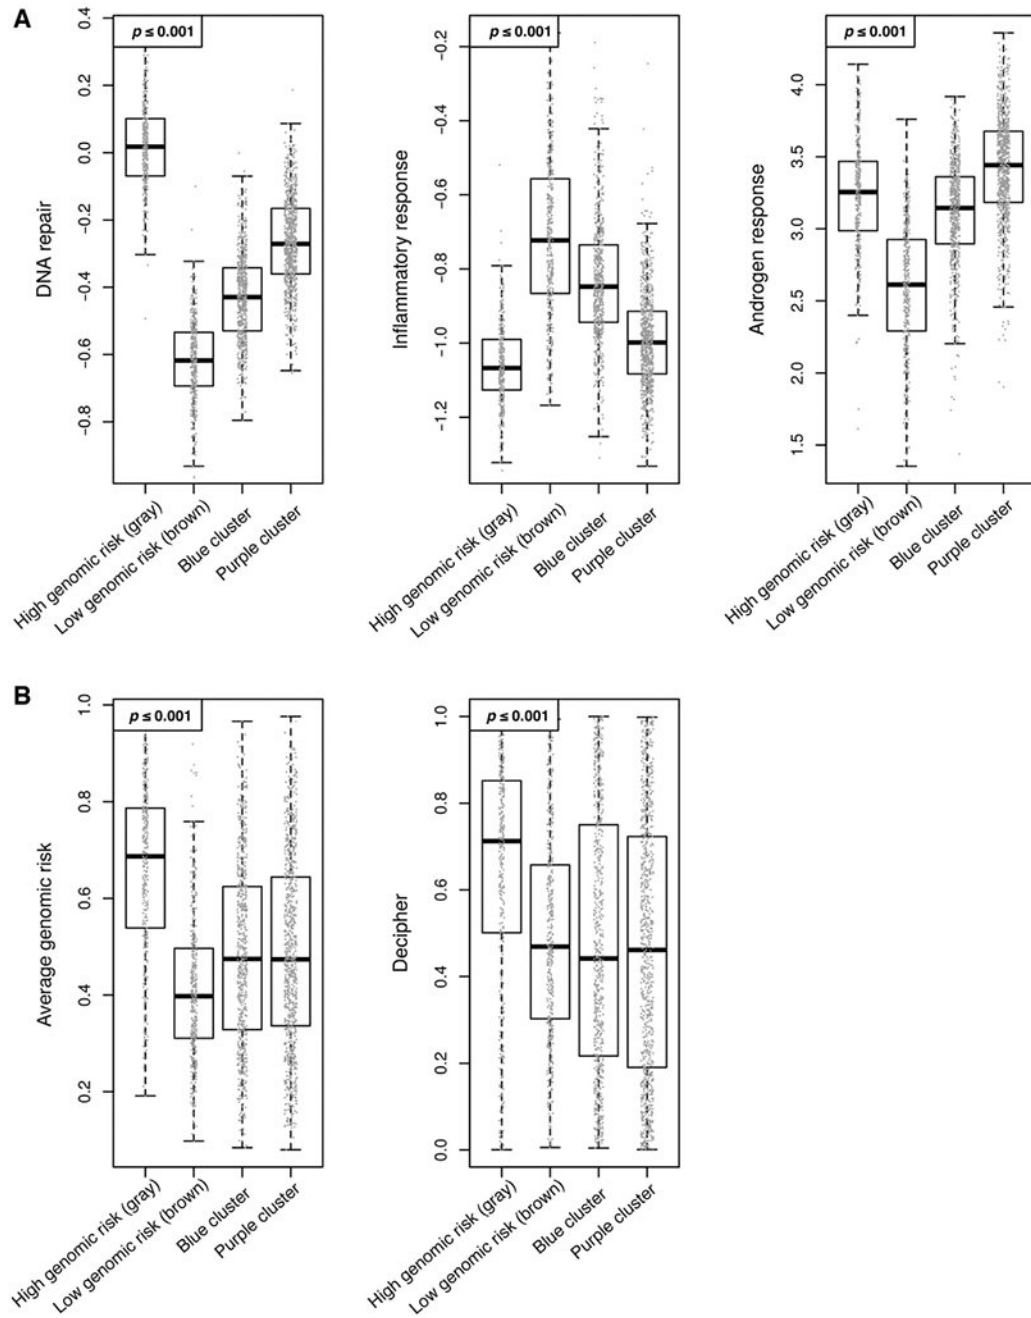 A
p ≤ 0.001
DNA repair
0.4
0.2
0.0
−0.2
−0.4
−0.6
−0.8
High genomic risk (gray)
Low genomic risk (brown)
Blue cluster
Purple cluster
p ≤ 0.001
Inflammatory response
−0.2
−0.4
−0.6
−0.8
−1.0
−1.2
High genomic risk (gray)
Low genomic risk (brown)
Blue cluster
Purple cluster
p ≤ 0.001
Androgen response
4.0
3.5
3.0
2.5
2.0
1.5
High genomic risk (gray)
Low genomic risk (brown)
Blue cluster
Purple cluster
B
p ≤ 0.001
Average genomic risk
1.0
0.8
0.6
0.4
0.2
High genomic risk (gray)
Low genomic risk (brown)
Blue cluster
Purple cluster
p ≤ 0.001
Decipher
1.0
0.8
0.6
0.4
0.2
0.0
High genomic risk (gray)
Low genomic risk (brown)
Blue cluster
Purple cluster